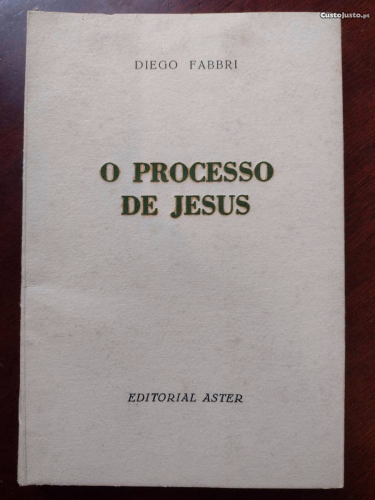 CustoJusto.pt
DIEGO FABBRI
O PROCESSO
DE JESUS
EDITORIAL ASTER